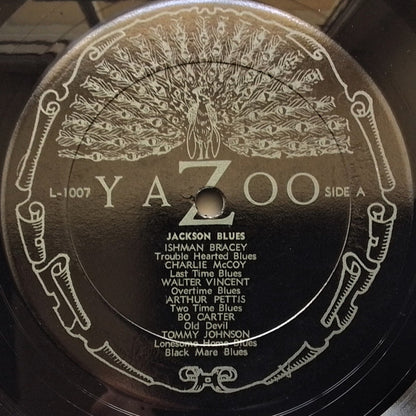 L-1007 YAZOO SIDE A
JACKSON BLUES
ISHMAN BRACEY
Trouble Hearted Blues
CHARLIE McCOY
Last Time Blues
WALTER VINCENT
Overtime Blues
ARTHUR PETTIS
Two Time Blues
BO CARTER
Old Devil
TOMMY JOHNSON
Lonesome Home Blues
Black Mare Blues